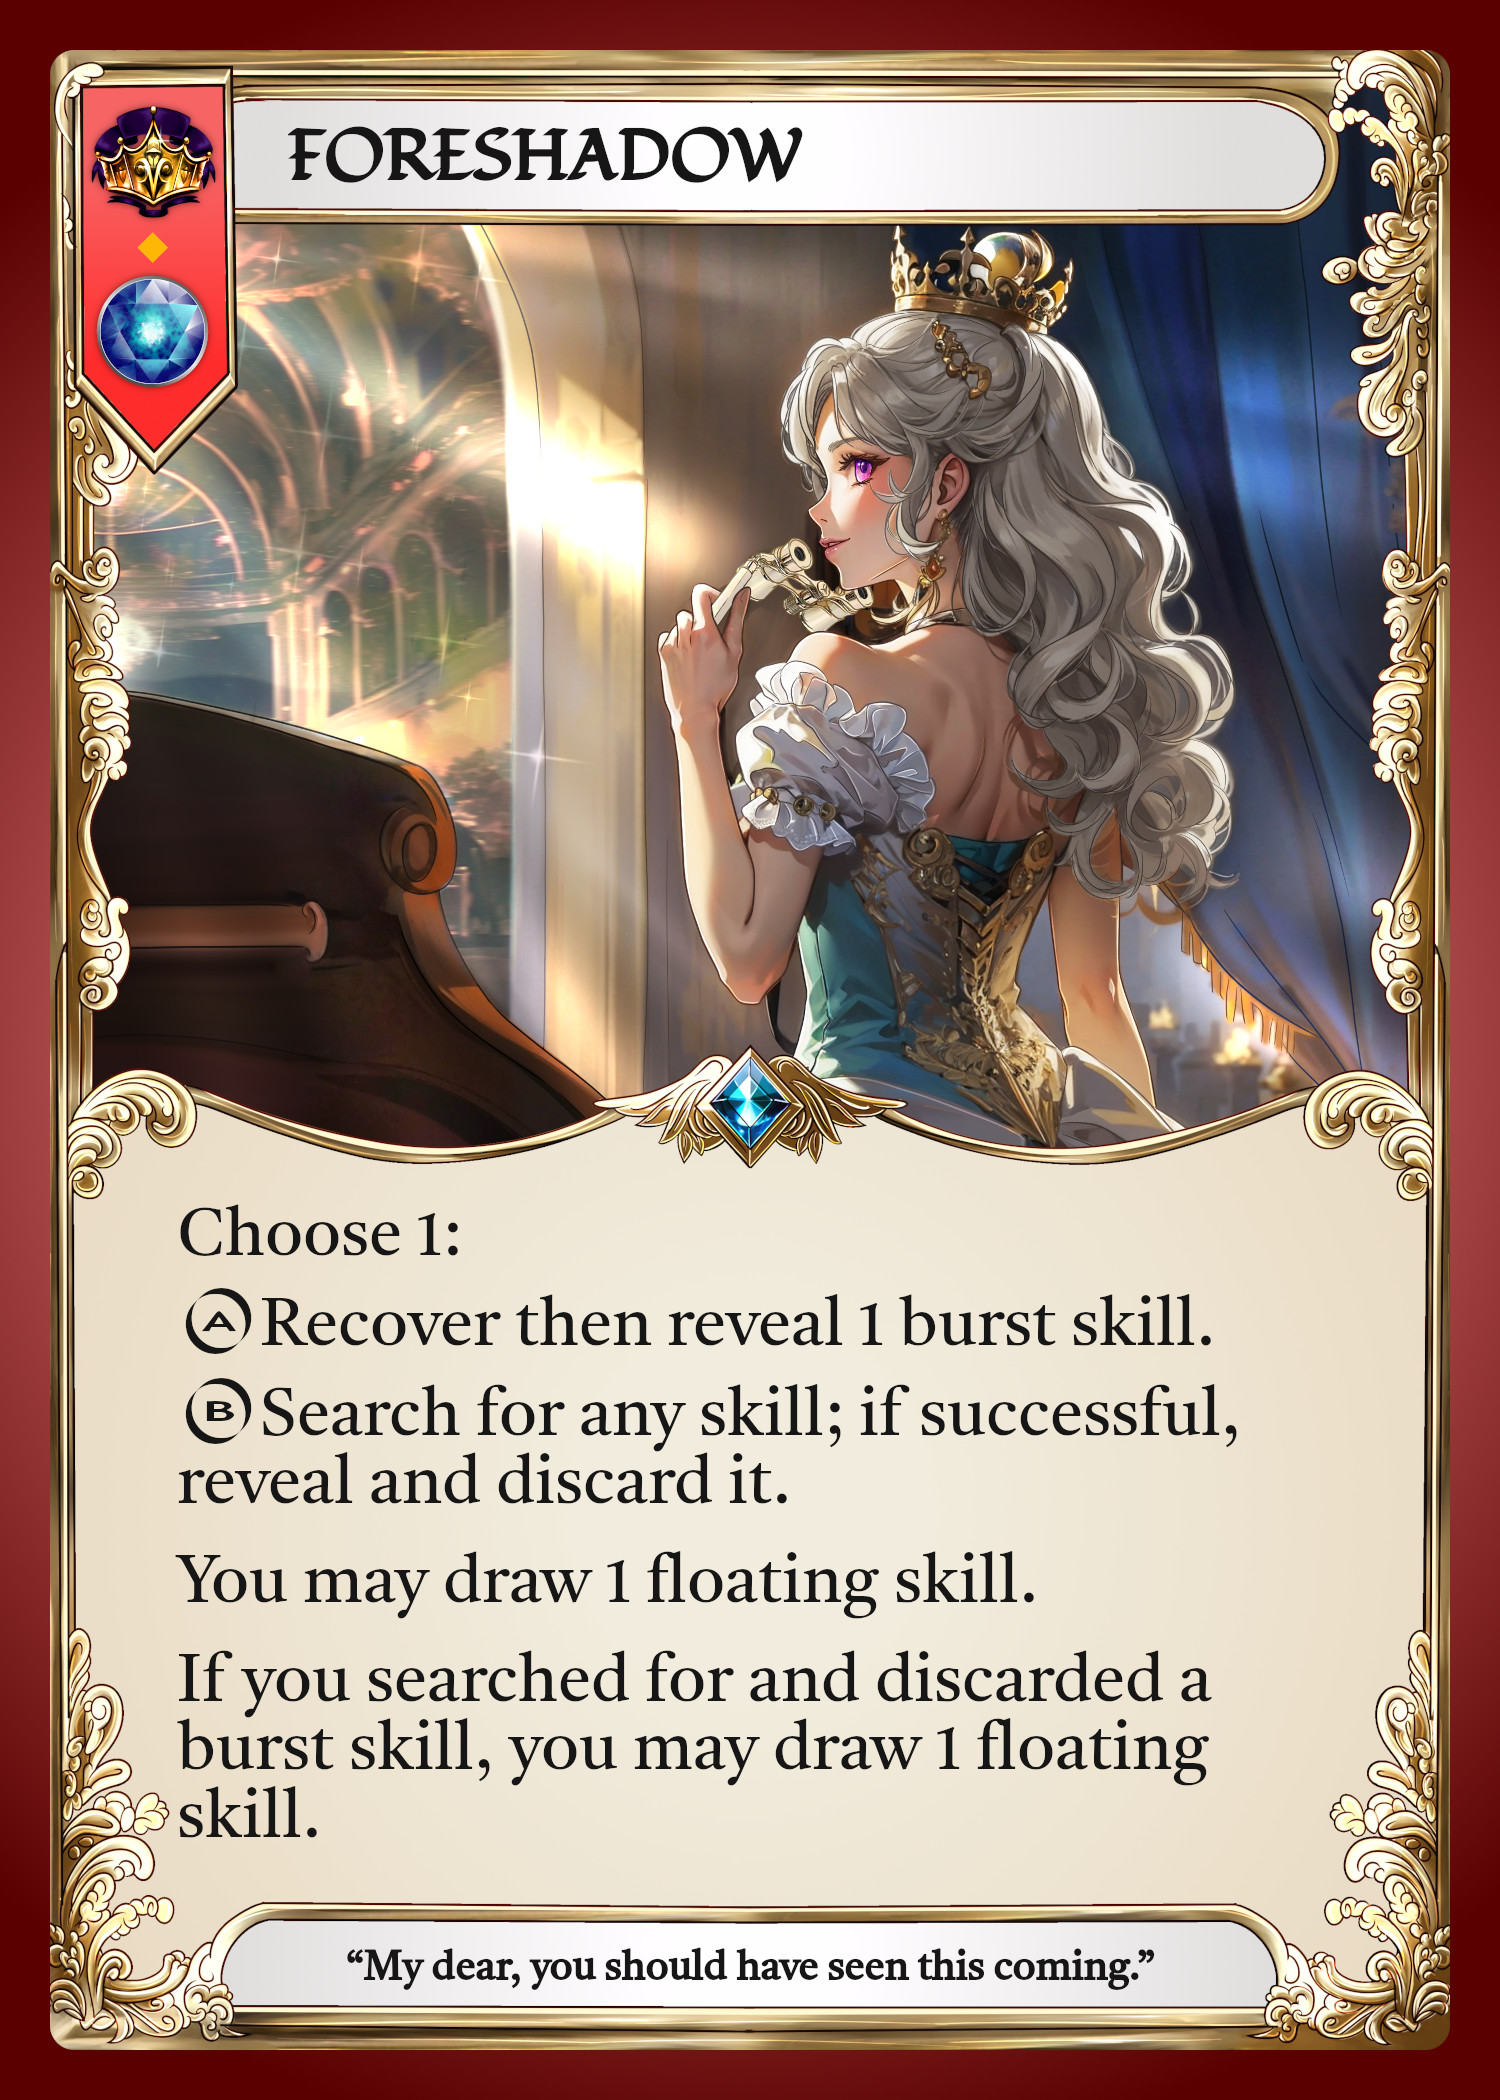 FORESHADOW
Choose 1:
A Recover then reveal 1 burst skill.
B Search for any skill; if successful,
reveal and discard it.
You may draw 1 floating skill.
If you searched for and discarded a
burst skill, you may draw 1 floating
skill.
“My dear, you should have seen this coming.”